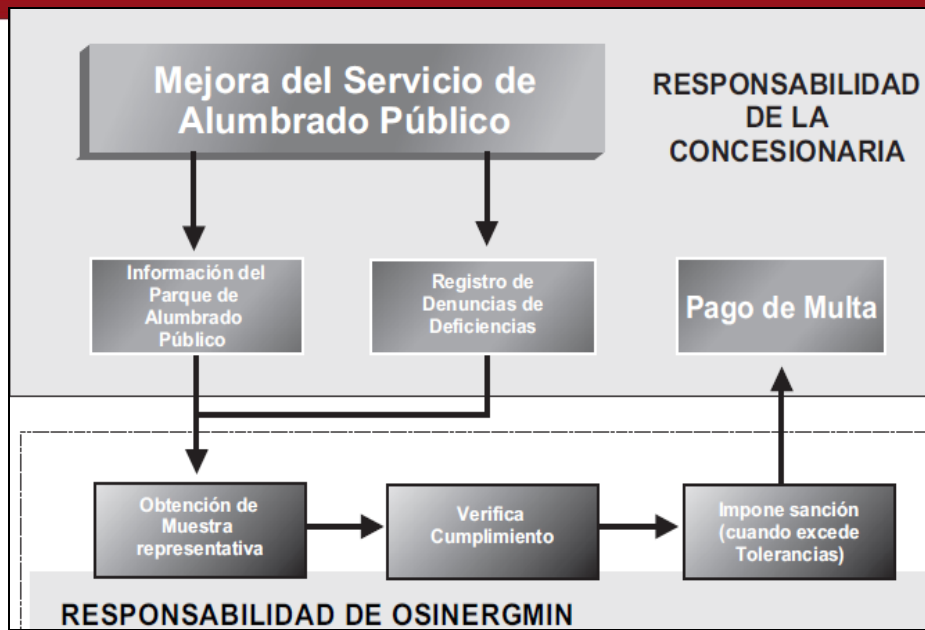 Mejora del Servicio de
Alumbrado Público
RESPONSABILIDAD
DE LA
CONCESIONARIA
Información del
Parque de
Alumbrado
Público
Registro de
Denuncias de
Deficiencias
Pago de Multa
Obtención de
Muestra
representativa
Verifica
Cumplimiento
Impone sanción
(cuando excede
Tolerancias)
RESPONSABILIDAD DE OSINERGMIN